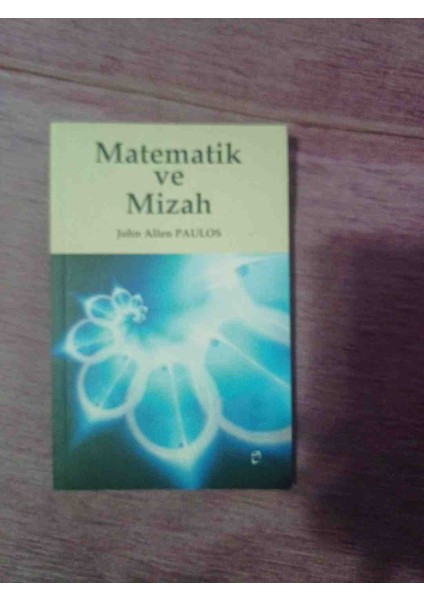 Matematik
ve
Mizah
John Allen PAULOS